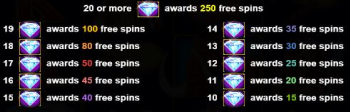 20 or more awards 250 free spins
19 awards 100 free spins
14 awards 35 free spins
18 awards 80 free spins
13 awards 30 free spins
17 awards 50 free spins
12 awards 25 free spins
16 awards 45 free spins
11 awards 20 free spins
15 awards 40 free spins
10 awards 15 free spins